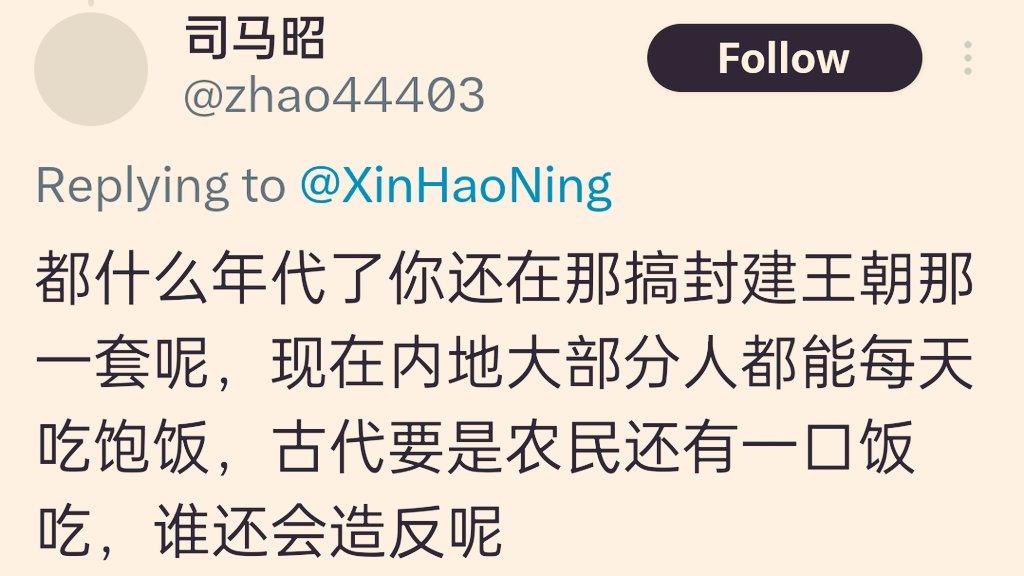 司马昭
Follow
@zhao44403
Replying to @XinHaoNing
都什么年代了你还在那搞封建王朝那
一套呢，现在内地大部分人都能每天
吃饱饭，古代要是农民还有一口饭
吃，谁还会造反呢